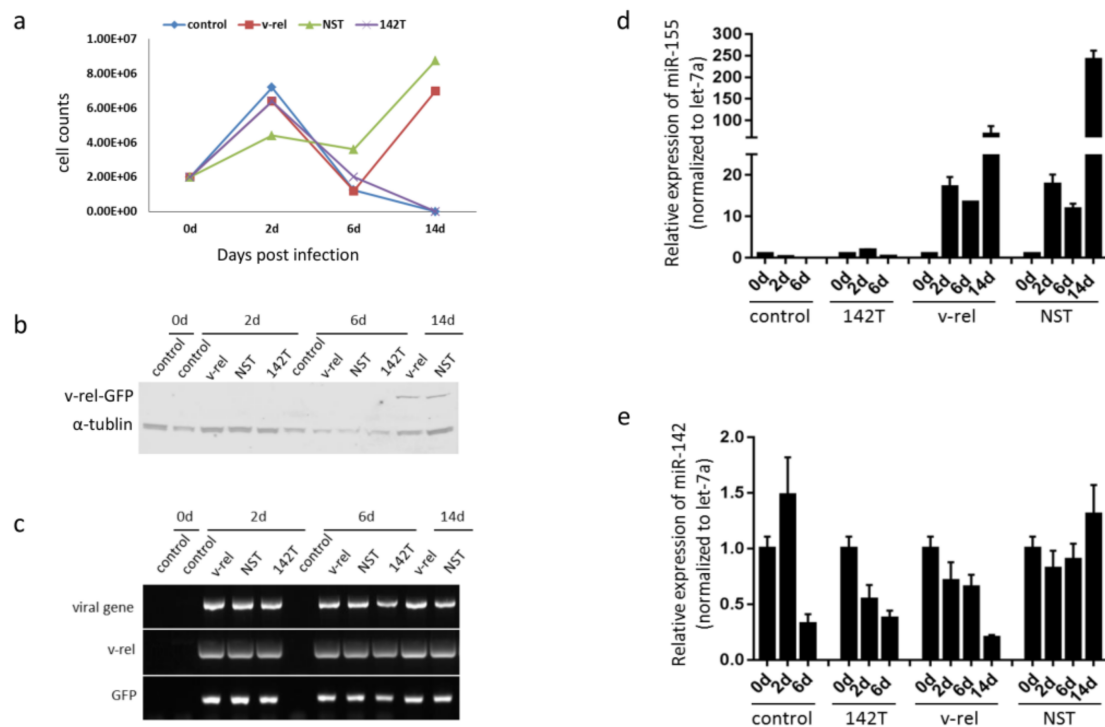 a
control v-rel NST 142T
1.00E+07
8.00E+06
6.00E+06
4.00E+06
2.00E+06
0.00E+00
cell counts
0d 2d 6d 14d
Days post infection
b
0d 2d 6d 14d
control control v-rel NST 142T control v-rel NST 142T v-rel NST
v-rel-GFP
α-tublin
c
0d 2d 6d 14d
control control v-rel NST 142T control v-rel NST 142T v-rel NST
viral gene
v-rel
GFP
d
Relative expression of miR-155
(normalized to let-7a)
300
250
200
150
100
20
10
0
0d 2d 6d 0d 2d 6d 0d 2d 6d 14d 0d 2d 6d 14d
control 142T v-rel NST
e
Relative expression of miR-142
(normalized to let-7a)
2.0
1.5
1.0
0.5
0.0
0d 2d 6d 0d 2d 6d 0d 2d 6d 14d 0d 2d 6d 14d
control 142T v-rel NST